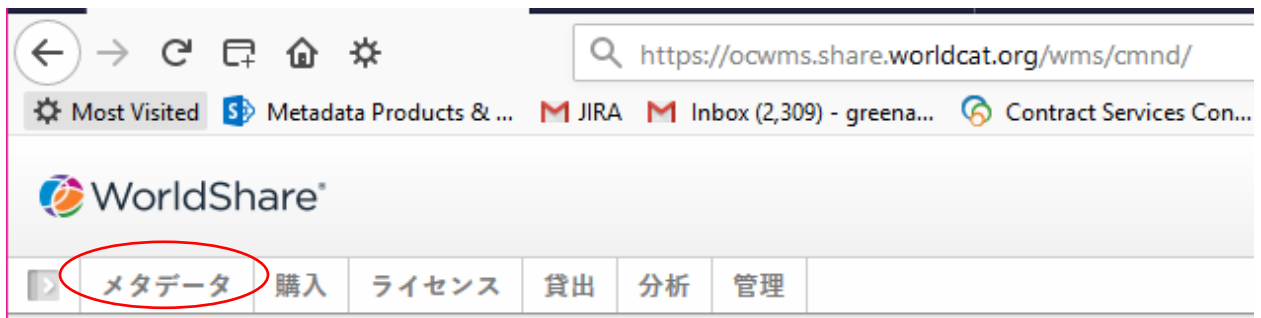 https://ocwms.share.worldcat.org/wms/cmnd/
Most Visited Metadata Products & ... JIRA Inbox (2,309) - greena... Contract Services Con...
WorldShare®
メタデータ 購入 ライセンス 貸出 分析 管理